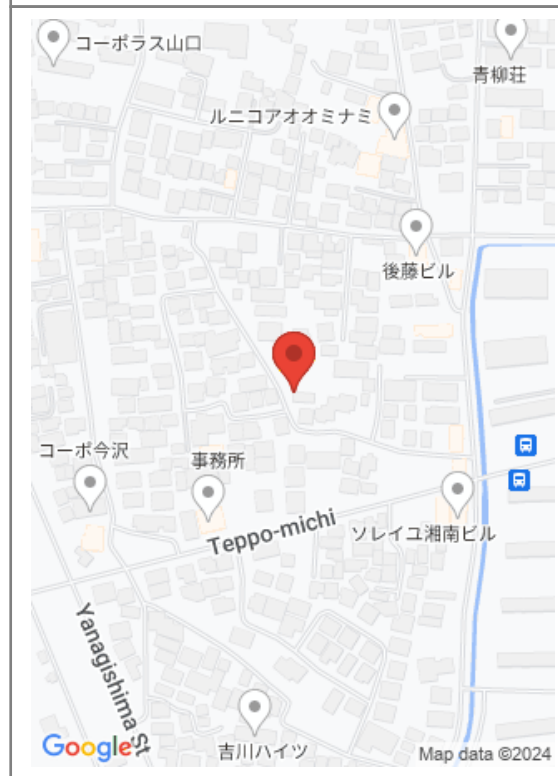 コーポラス山口
青柳荘
ルニコアオオミナミ
後藤ビル
コーポ今沢
事務所
Teppo-michi
ソレイユ湘南ビル
Yanagishima St
吉川ハイツ
Google
Map data ©2024